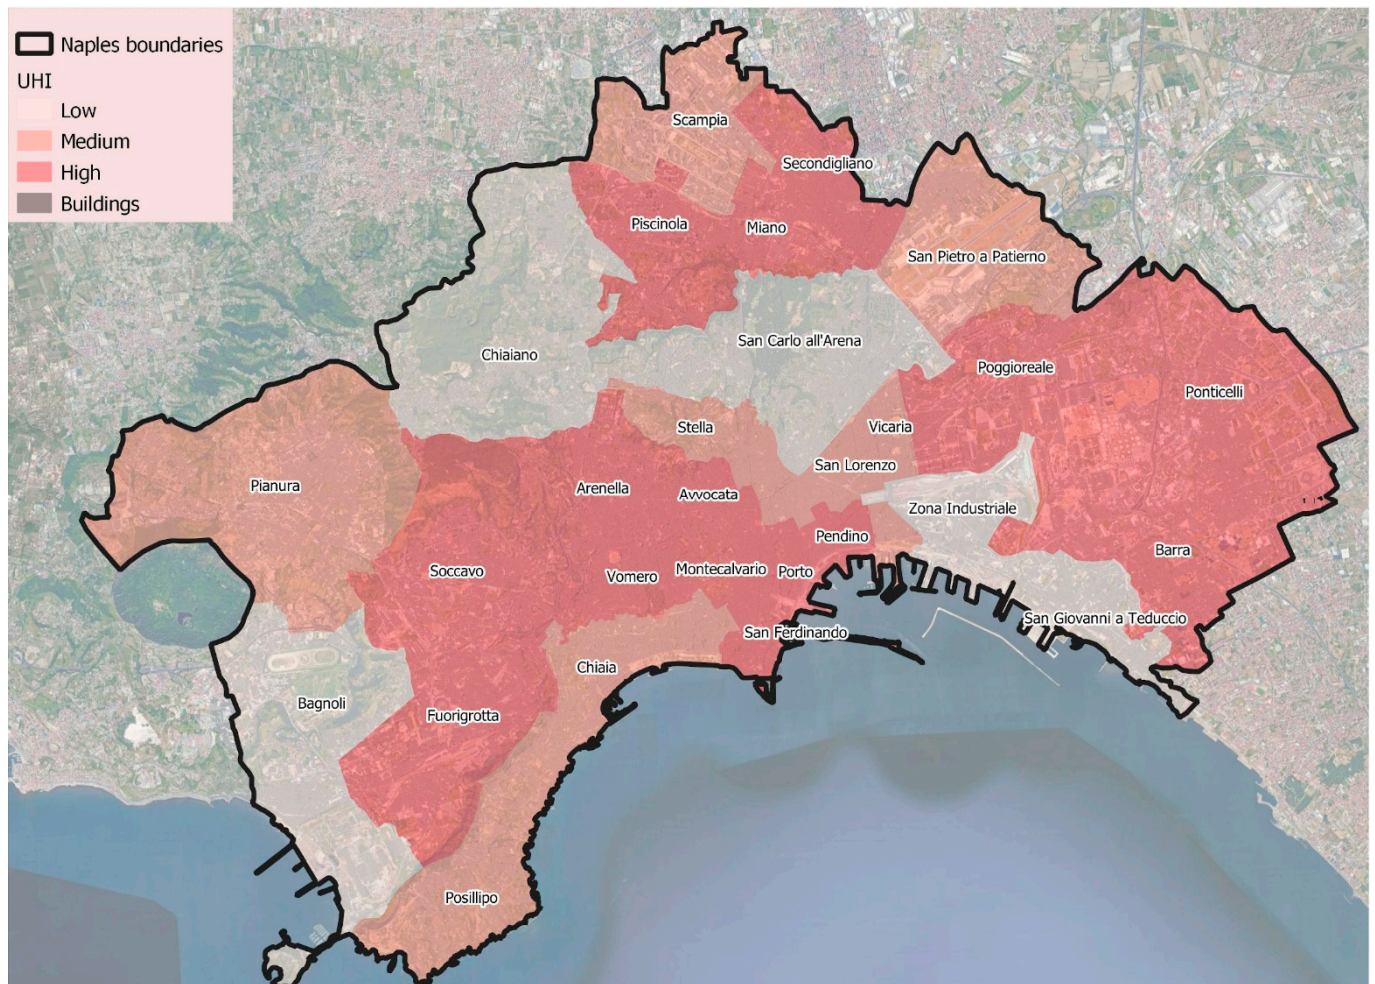 Naples boundaries
UHI
Low
Medium
High
Buildings
Scampia
Secondigliano
Piscinola
Miano
San Pietro a Patierno
San Carlo all'Arena
Chiaiano
Poggioreale
Ponticelli
Stella
Vicaria
San Lorenzo
Pianura
Arenella
Avvocata
Zona Industriale
Pendino
Barra
Soccavo
Vomero
Montecalvario
Porto
San Giovanni a Teduccio
San Ferdinando
Chiaia
Bagnoli
Fuorigrotta
Posillipo